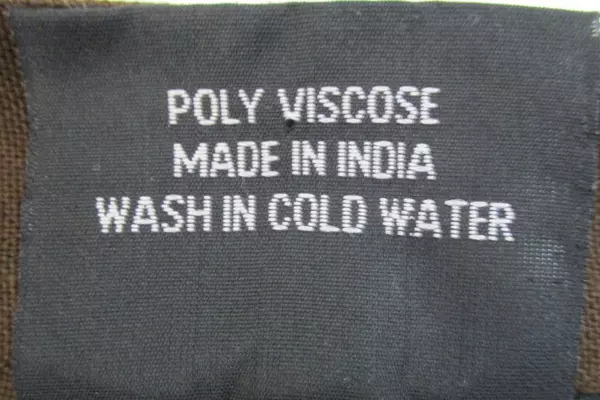 POLY VISCOSE
MADE IN INDIA
WASH IN COLD WATER